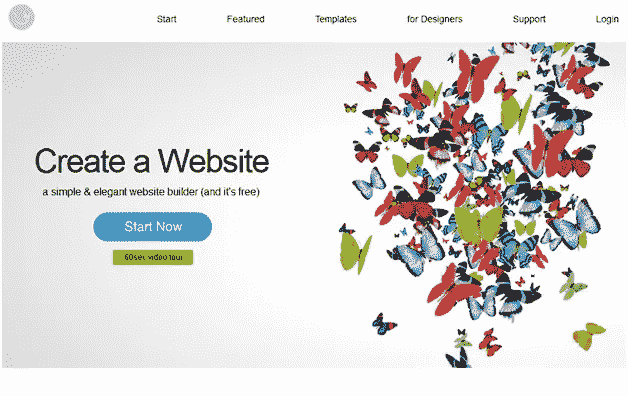 Start Featured Templates for Designers Support Login
Create a Website
a simple & elegant website builder (and it's free)
Start Now
60sec video tour